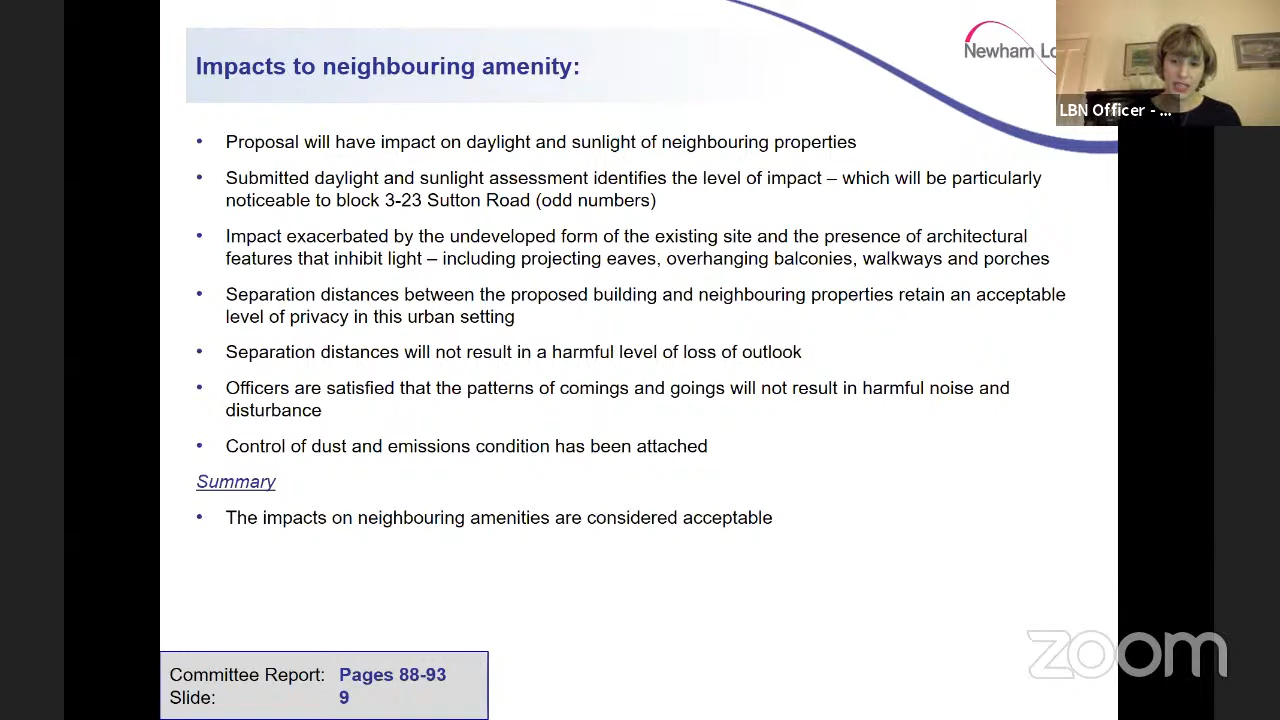 Impacts to neighbouring amenity:
Newham Lo
LBN Officer - ...
• Proposal will have impact on daylight and sunlight of neighbouring properties
• Submitted daylight and sunlight assessment identifies the level of impact – which will be particularly
noticeable to block 3-23 Sutton Road (odd numbers)
• Impact exacerbated by the undeveloped form of the existing site and the presence of architectural
features that inhibit light – including projecting eaves, overhanging balconies, walkways and porches
• Separation distances between the proposed building and neighbouring properties retain an acceptable
level of privacy in this urban setting
• Separation distances will not result in a harmful level of loss of outlook
• Officers are satisfied that the patterns of comings and goings will not result in harmful noise and
disturbance
• Control of dust and emissions condition has been attached
Summary
• The impacts on neighbouring amenities are considered acceptable
Committee Report: Pages 88-93
Slide: 9
zoom